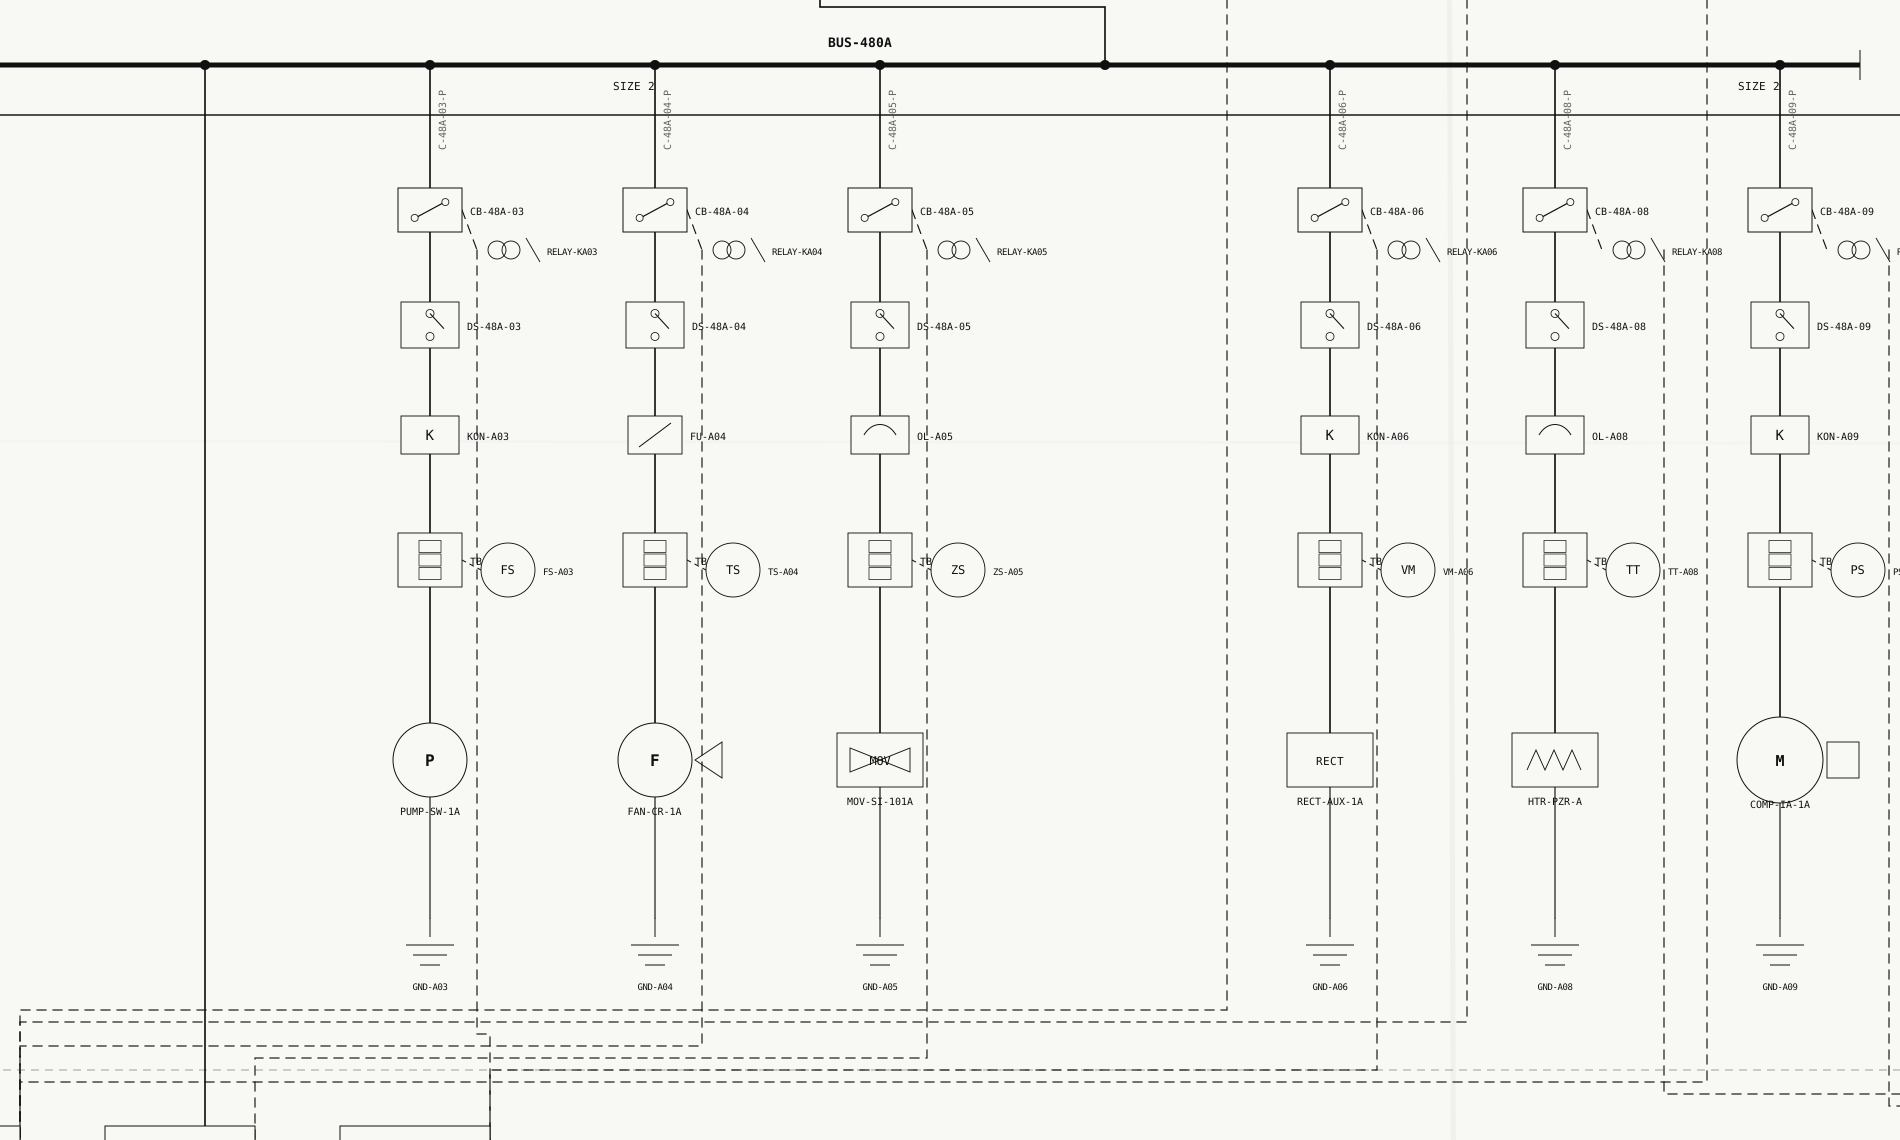 BUS-480A
SIZE 2
SIZE 2
C-48A-03-P
C-48A-04-P
C-48A-05-P
C-48A-06-P
C-48A-08-P
C-48A-09-P
CB-48A-03
CB-48A-04
CB-48A-05
CB-48A-06
CB-48A-08
CB-48A-09
RELAY-KA03
RELAY-KA04
RELAY-KA05
RELAY-KA06
RELAY-KA08
DS-48A-03
DS-48A-04
DS-48A-05
DS-48A-06
DS-48A-08
DS-48A-09
K
KON-A03
FU-A04
OL-A05
K
KON-A06
OL-A08
K
KON-A09
TB
FS
FS-A03
TB
TS
TS-A04
TB
ZS
ZS-A05
TB
VM
VM-A06
TB
TT
TT-A08
TB
PS
P
F
MOV
RECT
M
PUMP-SW-1A
FAN-CR-1A
MOV-SI-101A
RECT-AUX-1A
HTR-PZR-A
COMP-IA-1A
GND-A03
GND-A04
GND-A05
GND-A06
GND-A08
GND-A09